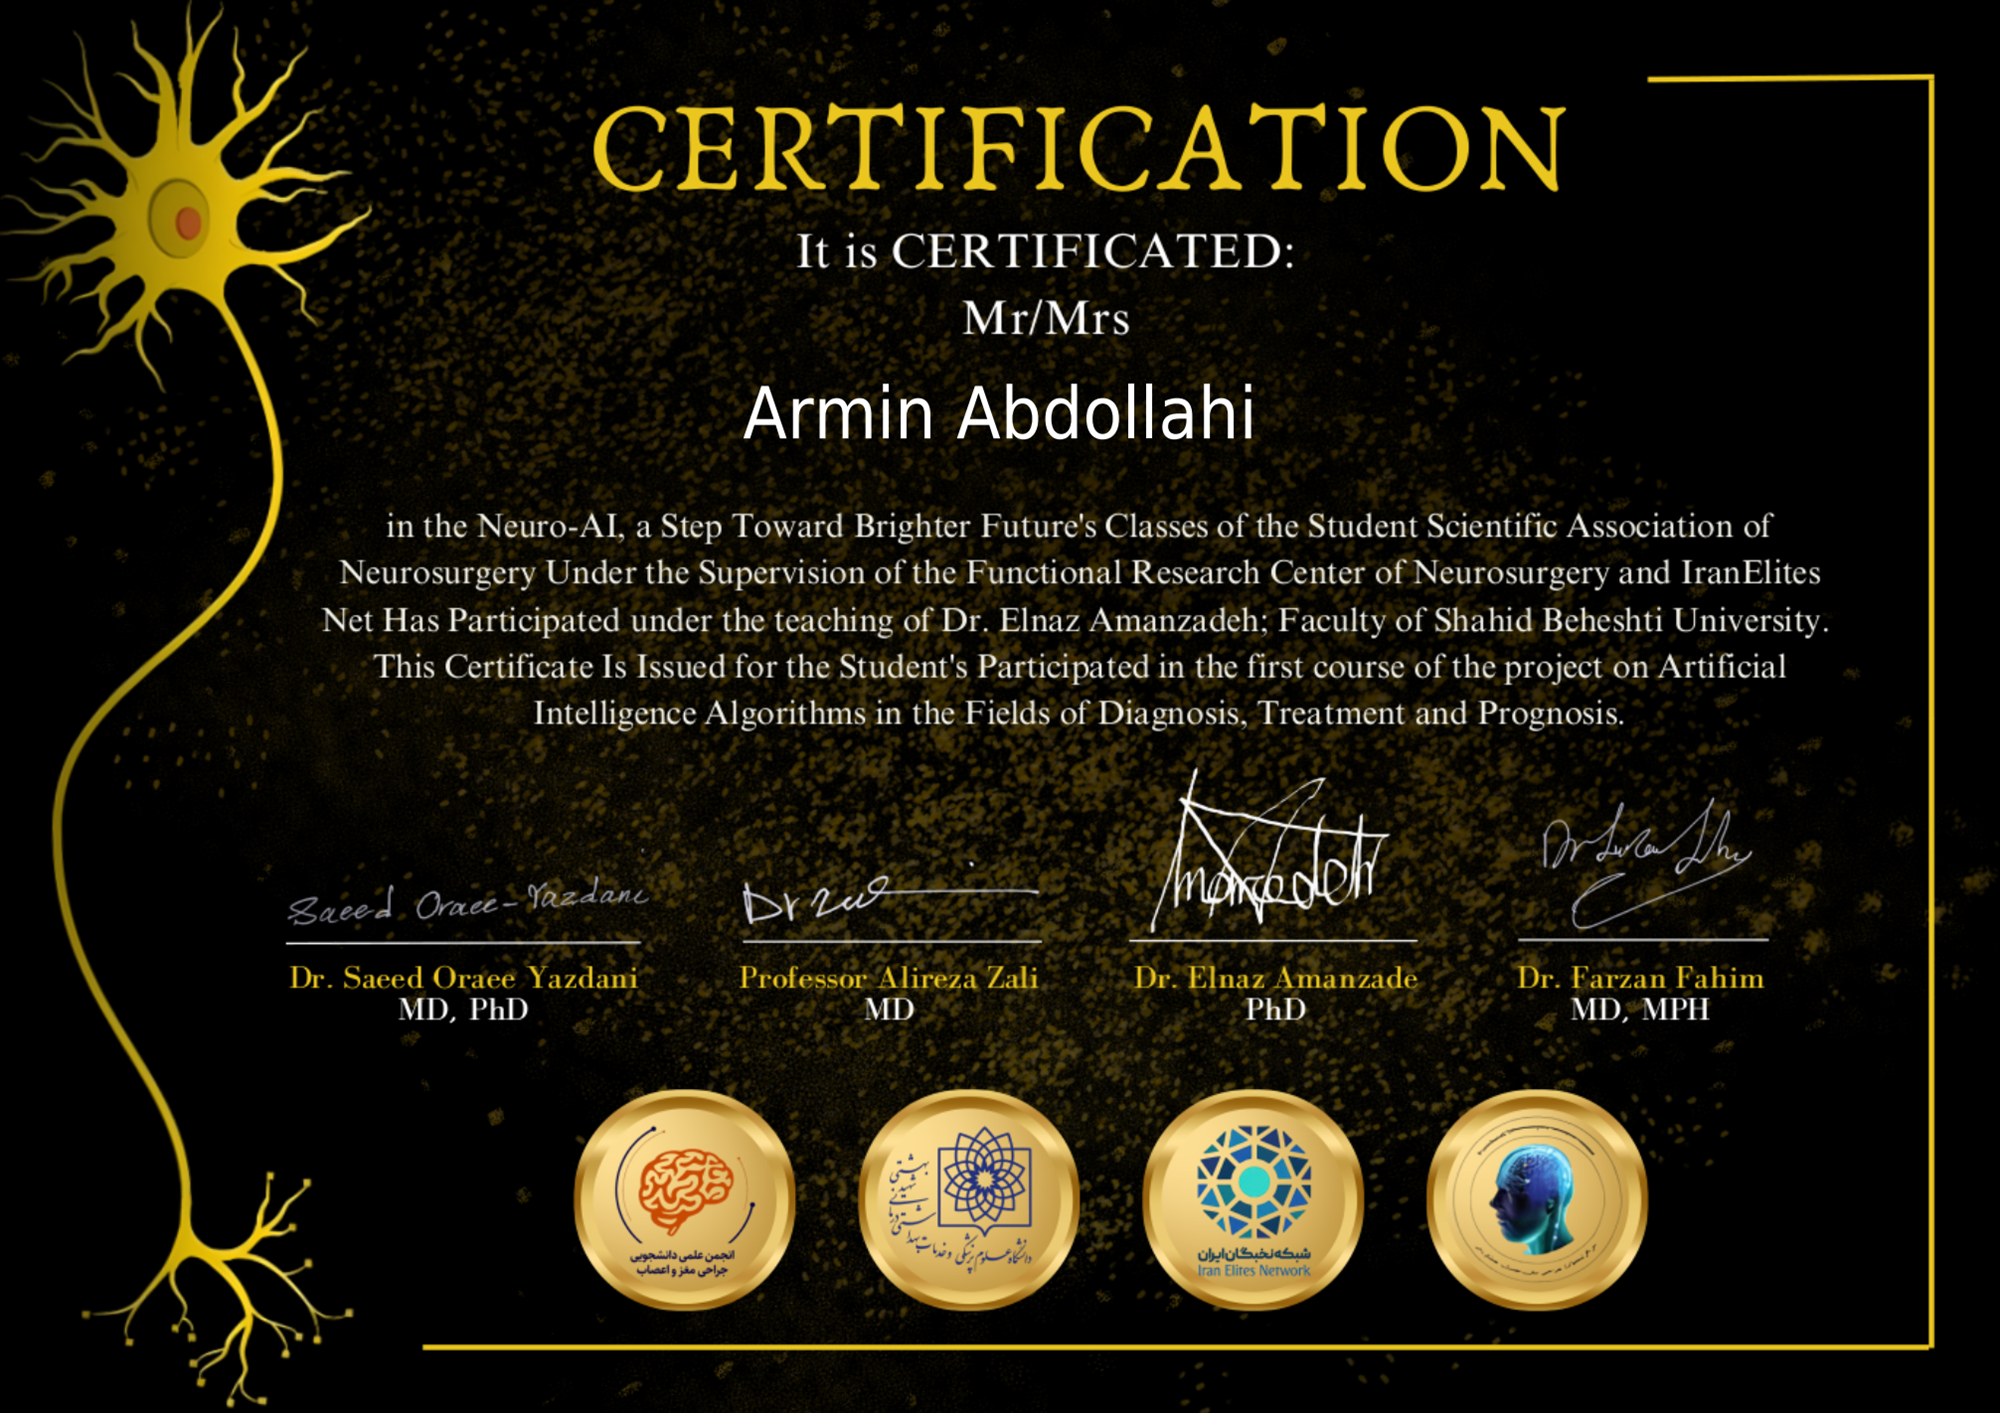 CERTIFICATION
It is CERTIFICATED:
Mr/Mrs
Armin Abdollahi
in the Neuro-AI, a Step Toward Brighter Future's Classes of the Student Scientific Association of
Neurosurgery Under the Supervision of the Functional Research Center of Neurosurgery and IranElites
Net Has Participated under the teaching of Dr. Elnaz Amanzadeh; Faculty of Shahid Beheshti University.
This Certificate Is Issued for the Student's Participated in the first course of the project on Artificial
Intelligence Algorithms in the Fields of Diagnosis, Treatment and Prognosis.
Saeed Oraee-Yazdani
Dr
Amanzadeh
Dr
Dr. Saeed Oraee Yazdani
MD, PhD
Professor Alireza Zali
MD
Dr. Elnaz Amanzade
PhD
Dr. Farzan Fahim
MD, MPH
انجمن علمی دانشجویی
جراحی مغز و اعصاب
دانشگاه علوم پزشکی و خدمات بهداشتی درمانی شهید بهشتی
شبکه نخبگان ایران
Iran Elites Network